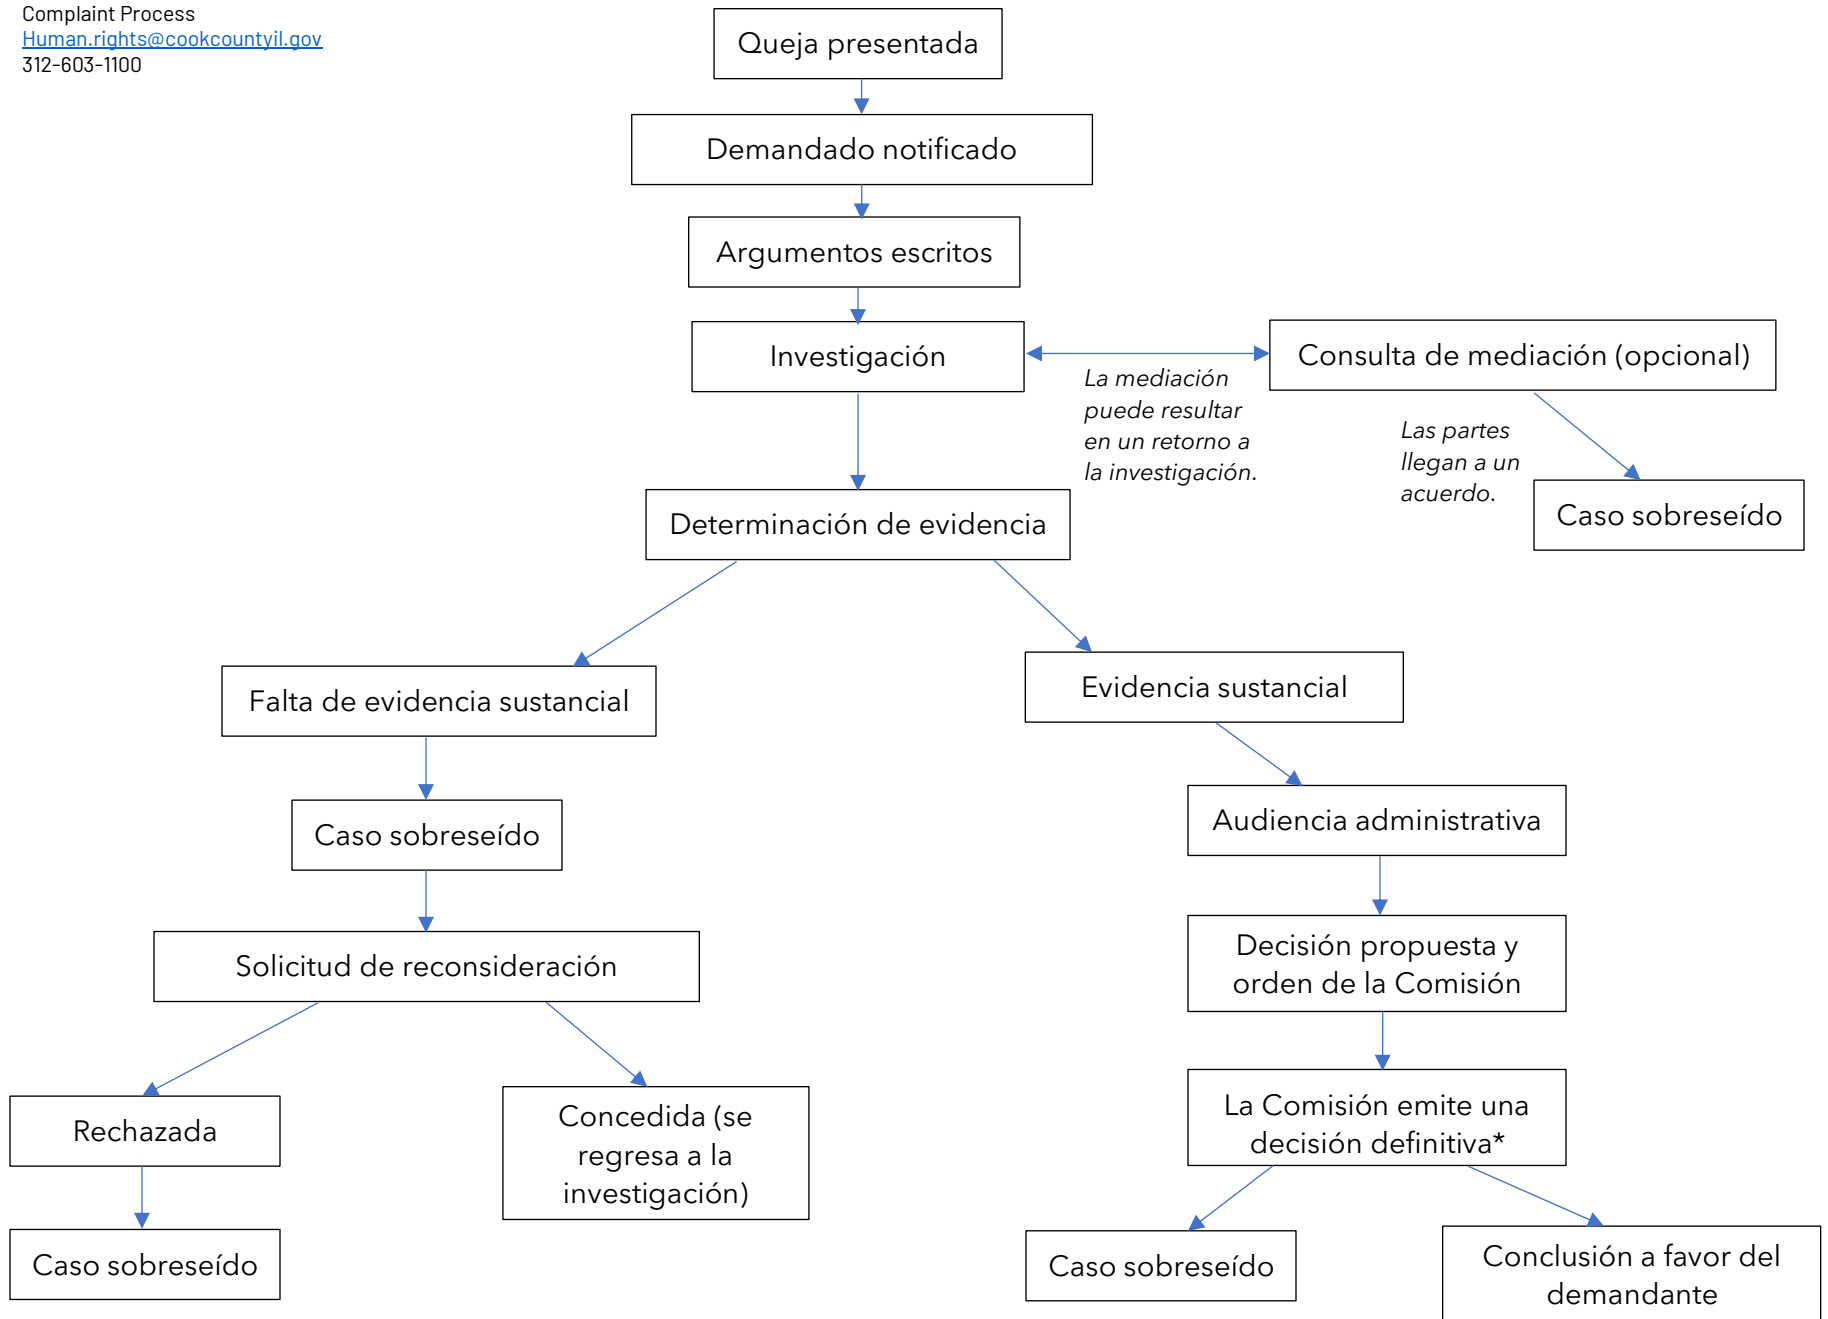 Complaint Process
Human.rights@cookcountyil.gov
312-603-1100
Queja presentada
Demandado notificado
Argumentos escritos
Investigación
Consulta de mediación (opcional)
La mediación
puede resultar
en un retorno a
la investigación.
Las partes
llegan a un
acuerdo.
Caso sobreseído
Determinación de evidencia
Falta de evidencia sustancial
Evidencia sustancial
Caso sobreseído
Audiencia administrativa
Solicitud de reconsideración
Decisión propuesta y
orden de la Comisión
Rechazada
Concedida (se
regresa a la
investigación)
La Comisión emite una
decisión definitiva*
Caso sobreseído
Caso sobreseído
Conclusión a favor del
demandante